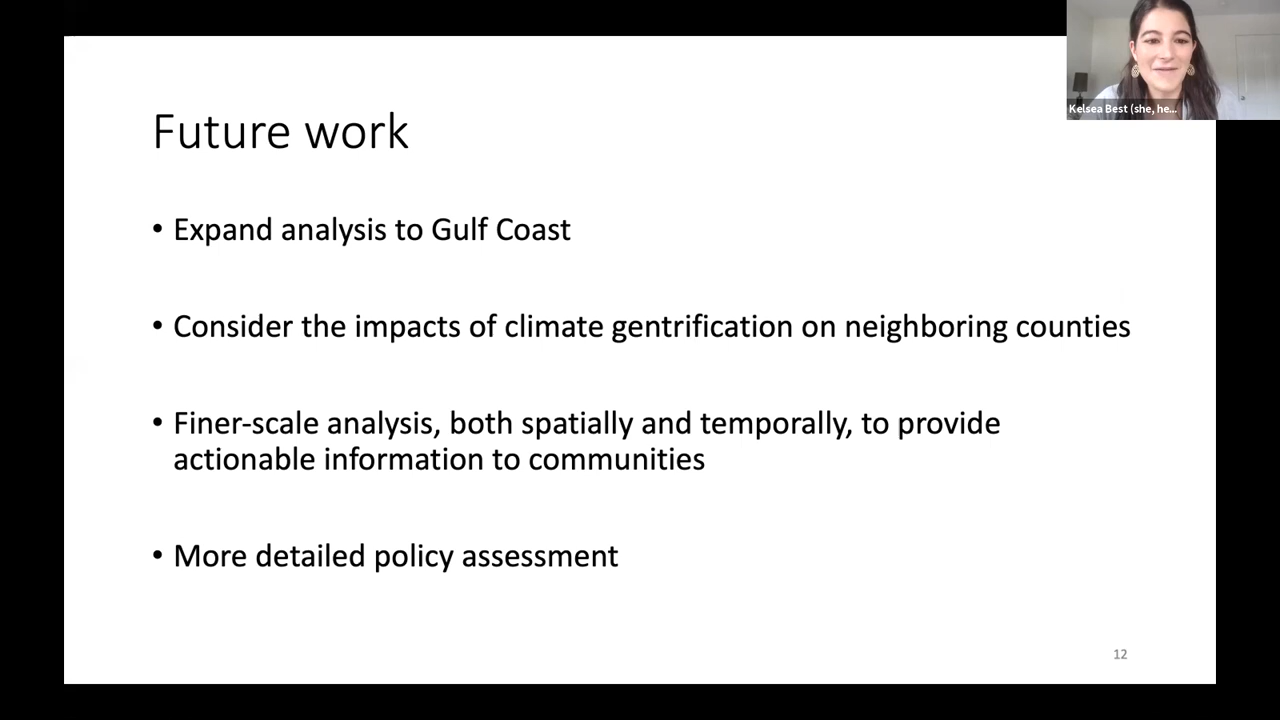 Kelsea Best (she, he...
Future work
• Expand analysis to Gulf Coast
• Consider the impacts of climate gentrification on neighboring counties
• Finer-scale analysis, both spatially and temporally, to provide
actionable information to communities
• More detailed policy assessment
12